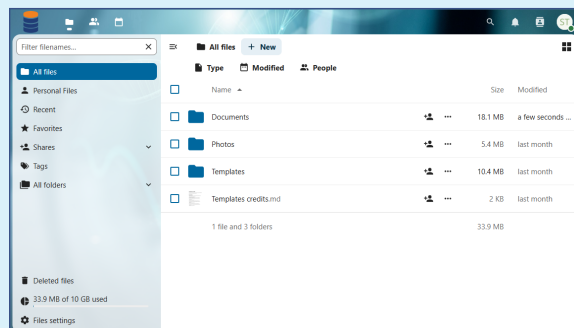 ST
Filter filenames...
All files
+ New
All files
Type
Modified
People
Personal Files
Name
Size
Modified
Recent
Favorites
Documents
18.1 MB
a few seconds ...
Shares
Photos
5.4 MB
last month
Tags
Templates
10.4 MB
last month
All folders
Templates credits.md
2 KB
last month
1 file and 3 folders
33.9 MB
Deleted files
33.9 MB of 10 GB used
Files settings